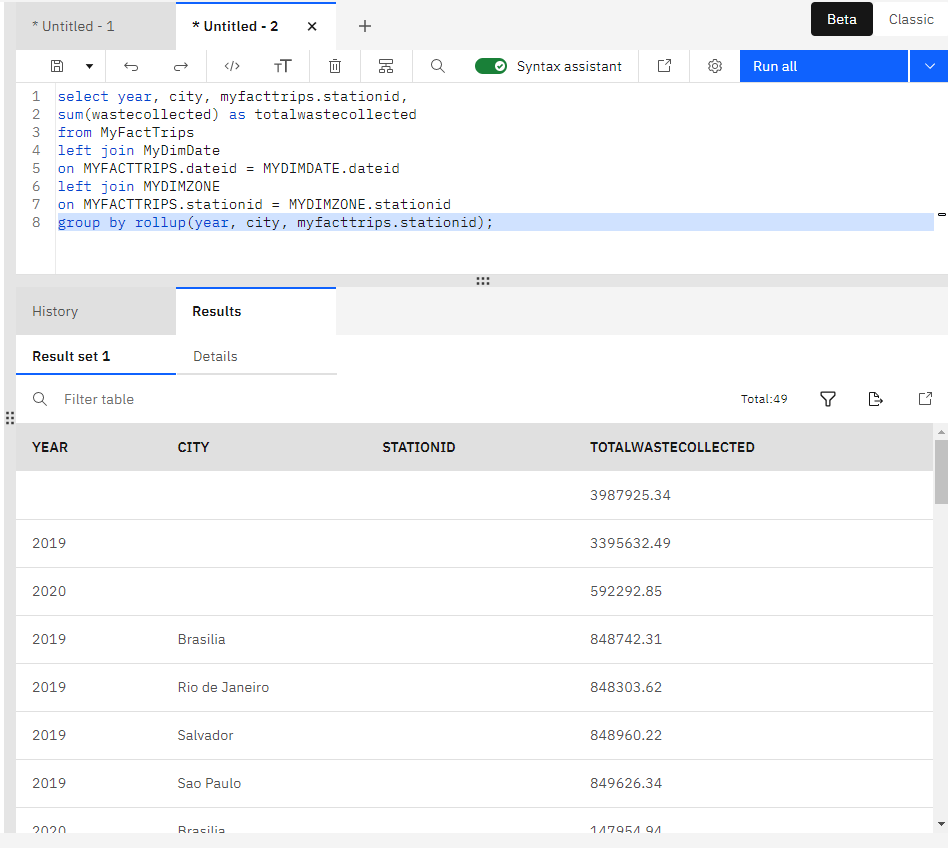 * Untitled - 1
* Untitled - 2
Beta
Classic
Syntax assistant
Run all
1 select year, city, myfacttrips.stationid,
2 sum(wastecollected) as totalwastecollected
3 from MyFactTrips
4 left join MyDimDate
5 on MYFACTTRIPS.dateid = MYDIMDATE.dateid
6 left join MYDIMZONE
7 on MYFACTTRIPS.stationid = MYDIMZONE.stationid
8 group by rollup(year, city, myfacttrips.stationid);
History
Results
Result set 1
Details
Filter table
Total:49
YEAR CITY STATIONID TOTALWASTECOLLECTED
3987925.34
2019 3395632.49
2020 592292.85
2019 Brasilia 848742.31
2019 Rio de Janeiro 848303.62
2019 Salvador 848960.22
2019 Sao Paulo 849626.34
2020 Brasilia 147954.94